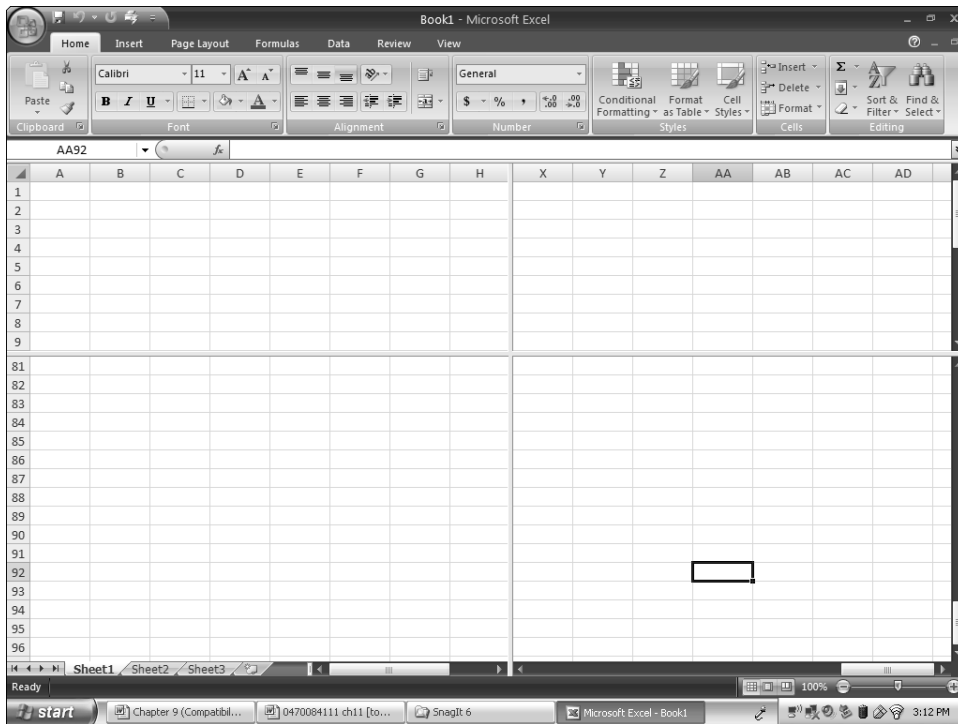 Book1 - Microsoft Excel
Home Insert Page Layout Formulas Data Review View
Calibri 11 A A General Insert Σ
Paste B I U A $ % , .00 .0 Conditional Formatting Format as Table Cell Styles Delete Format Sort & Filter Find & Select
Clipboard Font Alignment Number Styles Cells Editing
AA92 fx
A B C D E F G H X Y Z AA AB AC AD
1
2
3
4
5
6
7
8
9
81
82
83
84
85
86
87
88
89
90
91
92
93
94
95
96
Sheet1 Sheet2 Sheet3
Ready 100%
start Chapter 9 (Compatibil... 0470084111 ch11 [to... SnagIt 6 Microsoft Excel - Book1 3:12 PM